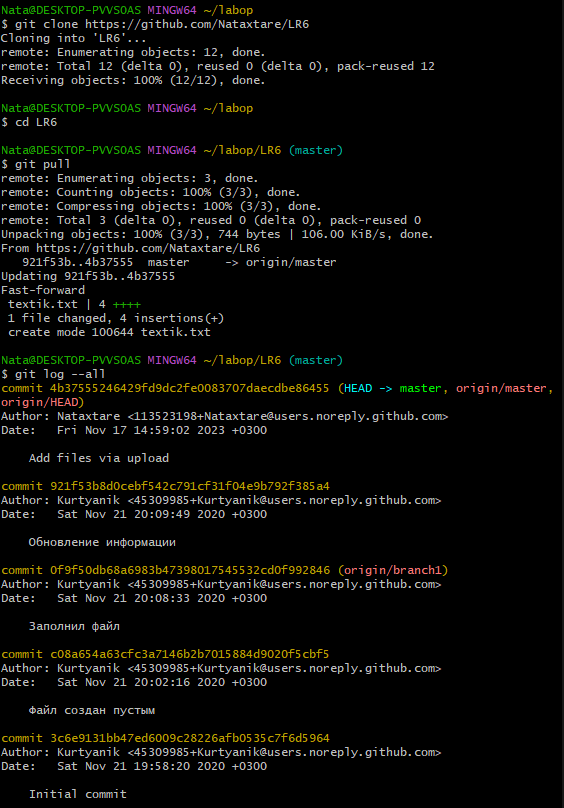 Nata@DESKTOP-PVVSOAS MINGW64 ~/labop
$ git clone https://github.com/Nataxtare/LR6
Cloning into 'LR6'...
remote: Enumerating objects: 12, done.
remote: Total 12 (delta 0), reused 0 (delta 0), pack-reused 12
Receiving objects: 100% (12/12), done.
Nata@DESKTOP-PVVSOAS MINGW64 ~/labop
$ cd LR6
Nata@DESKTOP-PVVSOAS MINGW64 ~/labop/LR6 (master)
$ git pull
remote: Enumerating objects: 3, done.
remote: Counting objects: 100% (3/3), done.
remote: Compressing objects: 100% (3/3), done.
remote: Total 3 (delta 0), reused 0 (delta 0), pack-reused 0
Unpacking objects: 100% (3/3), 744 bytes | 106.00 KiB/s, done.
From https://github.com/Nataxtare/LR6
   921f53b..4b37555  master     -> origin/master
Updating 921f53b..4b37555
Fast-forward
 textik.txt | 4 ++++
 1 file changed, 4 insertions(+)
 create mode 100644 textik.txt
Nata@DESKTOP-PVVSOAS MINGW64 ~/labop/LR6 (master)
$ git log --all
commit 4b37555246429fd9dc2fe0083707daecdbe86455 (HEAD -> master, origin/master,
origin/HEAD)
Author: Nataxtare <113523198+Nataxtare@users.noreply.github.com>
Date:   Fri Nov 17 14:59:02 2023 +0300
    Add files via upload
commit 921f53b8d0cebf542c791cf31f04e9b792f385a4
Author: Kurtyanik <45309985+Kurtyanik@users.noreply.github.com>
Date:   Sat Nov 21 20:09:49 2020 +0300
    Обновление информации
commit 0f9f50db68a6983b47398017545532cd0f992846 (origin/branch1)
Author: Kurtyanik <45309985+Kurtyanik@users.noreply.github.com>
Date:   Sat Nov 21 20:08:33 2020 +0300
    Заполнил файл
commit c08a654a63cfc3a7146b2b7015884d9020f5cbf5
Author: Kurtyanik <45309985+Kurtyanik@users.noreply.github.com>
Date:   Sat Nov 21 20:02:16 2020 +0300
    Файл создан пустым
commit 3c6e9131bb47ed6009c28226afb0535c7f6d5964
Author: Kurtyanik <45309985+Kurtyanik@users.noreply.github.com>
Date:   Sat Nov 21 19:58:20 2020 +0300
    Initial commit